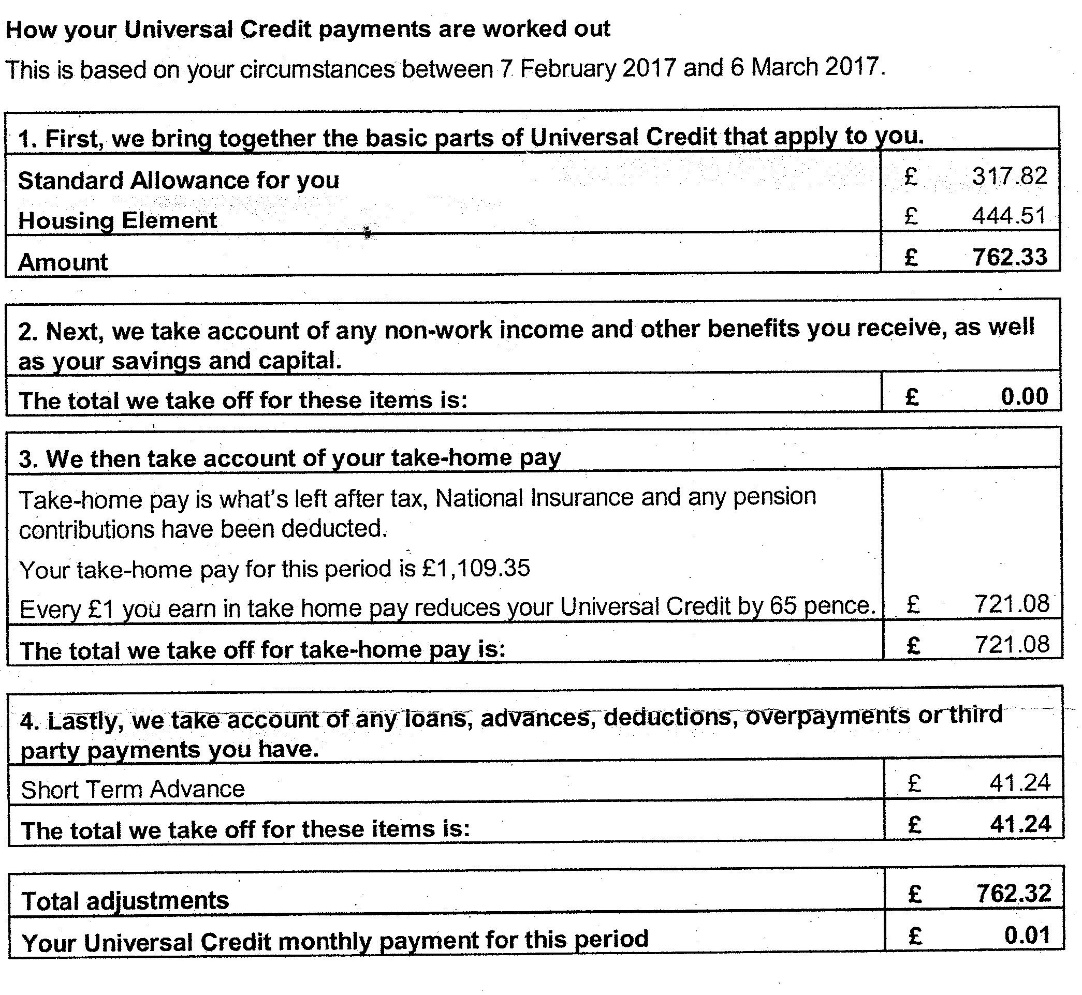 How your Universal Credit payments are worked out
This is based on your circumstances between 7 February 2017 and 6 March 2017.
1. First, we bring together the basic parts of Universal Credit that apply to you.
Standard Allowance for you £ 317.82
Housing Element £ 444.51
Amount £ 762.33
2. Next, we take account of any non-work income and other benefits you receive, as well
as your savings and capital.
The total we take off for these items is: £ 0.00
3. We then take account of your take-home pay
Take-home pay is what's left after tax, National Insurance and any pension
contributions have been deducted.
Your take-home pay for this period is £1,109.35
Every £1 you earn in take home pay reduces your Universal Credit by 65 pence. £ 721.08
The total we take off for take-home pay is: £ 721.08
4. Lastly, we take account of any loans, advances, deductions, overpayments or third
party payments you have.
Short Term Advance £ 41.24
The total we take off for these items is: £ 41.24
Total adjustments £ 762.32
Your Universal Credit monthly payment for this period £ 0.01